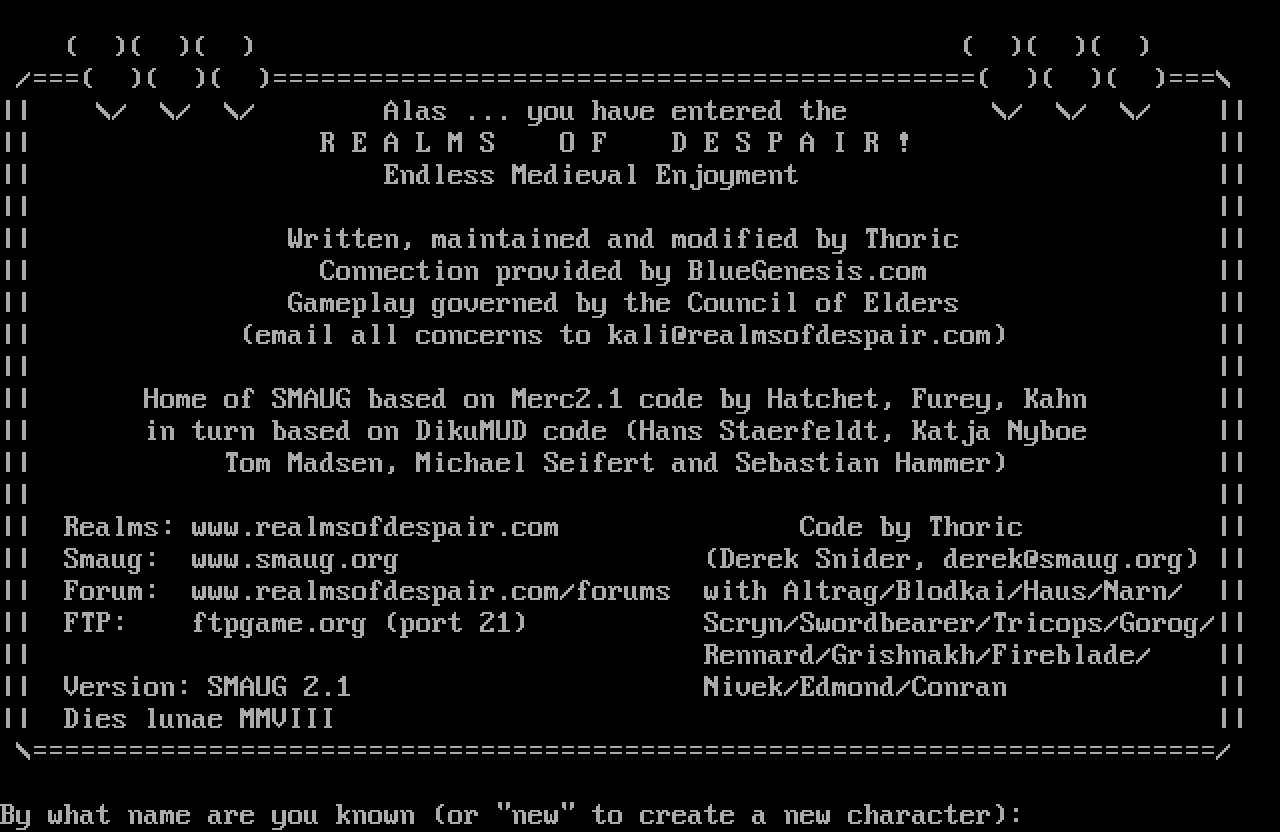 Alas ... you have entered the
R E A L M S   O F   D E S P A I R !
Endless Medieval Enjoyment
Written, maintained and modified by Thoric
Connection provided by BlueGenesis.com
Gameplay governed by the Council of Elders
(email all concerns to kali@realmsofdespair.com)
Home of SMAUG based on Merc2.1 code by Hatchet, Furey, Kahn
in turn based on DikuMUD code (Hans Staerfeldt, Katja Nyboe
Tom Madsen, Michael Seifert and Sebastian Hammer)
Realms: www.realmsofdespair.com Code by Thoric
Smaug: www.smaug.org (Derek Snider, derek@smaug.org)
Forum: www.realmsofdespair.com/forums with Altrag/Blodkai/Haus/Narn/
FTP: ftpgame.org (port 21) Scryn/Swordbearer/Tricops/Gorog/
Rennard/Grishnakh/Fireblade/
Version: SMAUG 2.1 Nivek/Edmond/Conran
Dies lunae MMVIII
By what name are you known (or "new" to create a new character):